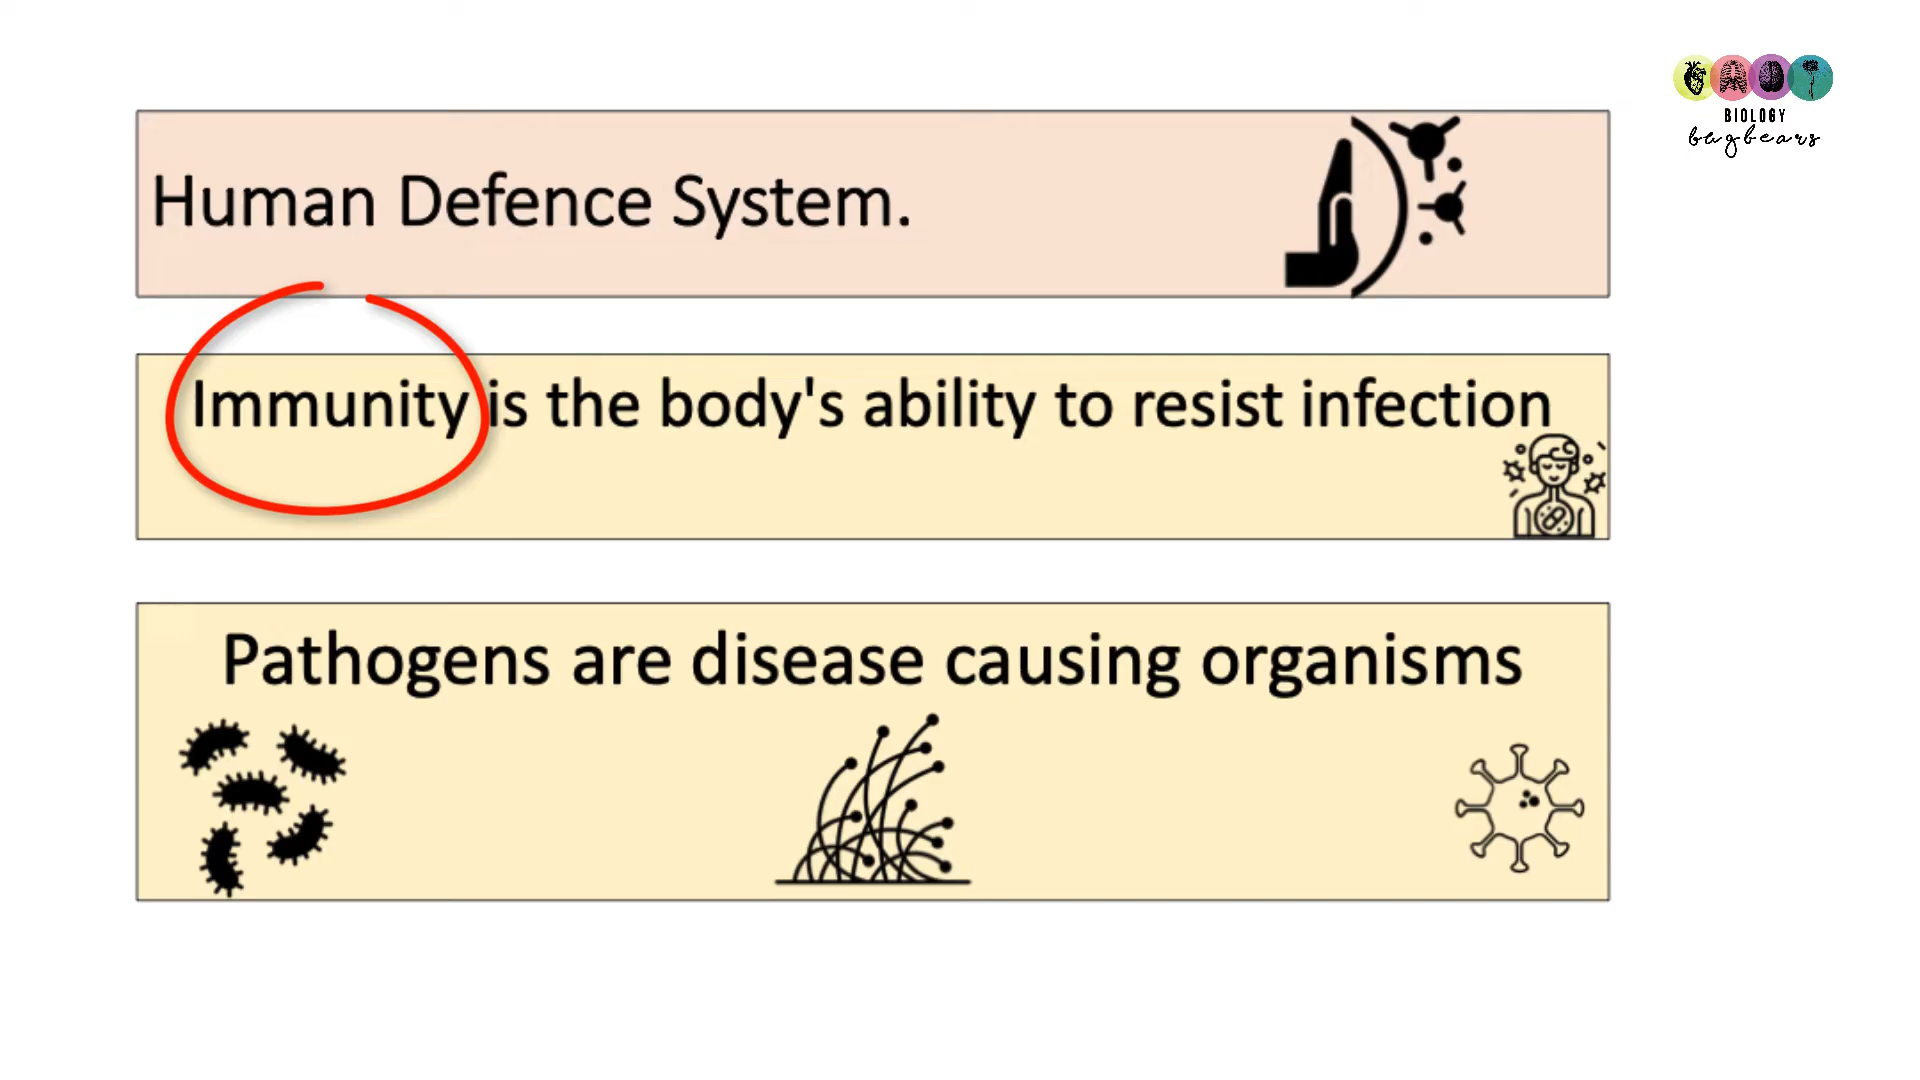 BIOLOGY
bugbears
Human Defence System.
Immunity is the body's ability to resist infection
Pathogens are disease causing organisms